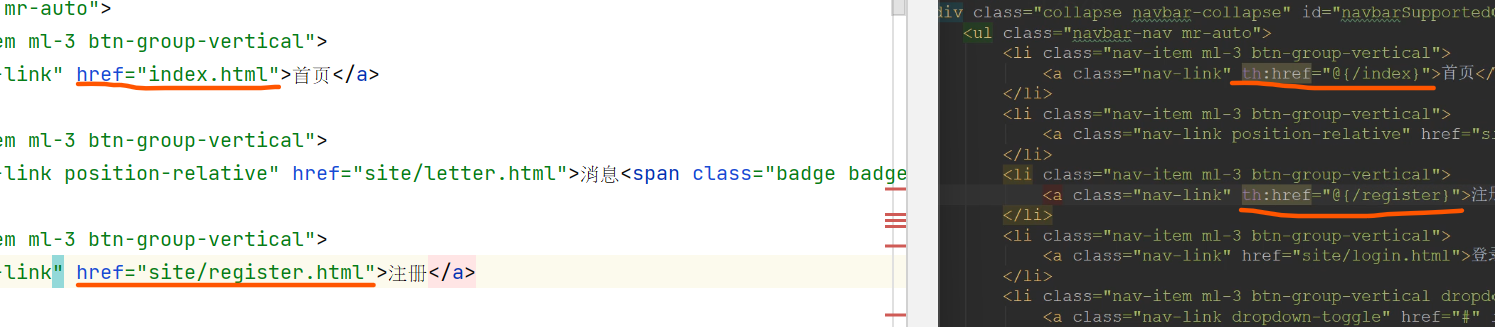 mr-auto">
em ml-3 btn-group-vertical">
-link" href="index.html">首页</a>
em ml-3 btn-group-vertical">
-link position-relative" href="site/letter.html">消息<span class="badge badge
em ml-3 btn-group-vertical">
-link" href="site/register.html">注册</a>
div class="collapse navbar-collapse" id="navbarSupported
<ul class="navbar-nav mr-auto">
<li class="nav-item ml-3 btn-group-vertical">
<a class="nav-link" th:href="@{/index}">首页</
</li>
<li class="nav-item ml-3 btn-group-vertical">
<a class="nav-link position-relative" href="si
</li>
<li class="nav-item ml-3 btn-group-vertical">
<a class="nav-link" th:href="@{/register}">注册
</li>
<li class="nav-item ml-3 btn-group-vertical">
<a class="nav-link" href="site/login.html">登录
</li>
<li class="nav-item ml-3 btn-group-vertical dropd
<a class="nav-link dropdown-toggle" href="#" i